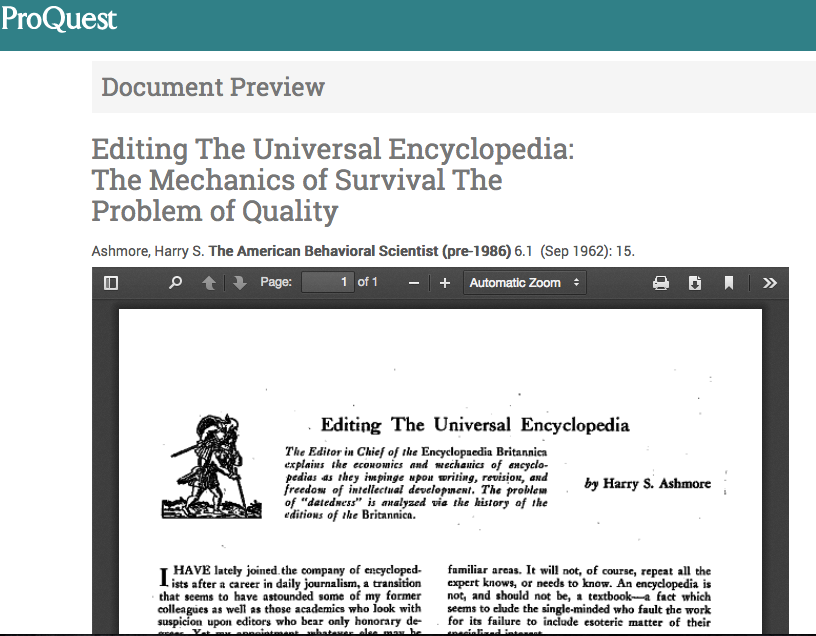 ProQuest
Document Preview
Editing The Universal Encyclopedia:
The Mechanics of Survival The
Problem of Quality
Ashmore, Harry S. The American Behavioral Scientist (pre-1986) 6.1 (Sep 1962): 15.
Page: 1 of 1 Automatic Zoom
Editing The Universal Encyclopedia
The Editor in Chief of the Encyclopaedia Britannica
explains the economics and mechanics of encyclo-
pedias as they impinge upon writing, revision, and
freedom of intellectual development. The problem
of "datedness" is analyzed via the history of the
editions of the Britannica.
by Harry S. Ashmore
I HAVE lately joined the company of encycloped-
ists after a career in daily journalism, a transition
that seems to have astounded some of my former
colleagues as well as those academics who look with
suspicion upon editors who bear only honorary de-
grees. Yet my appointment, whatever else may be
familiar areas. It will not, of course, repeat all the
expert knows, or needs to know. An encyclopedia is
not, and should not be, a textbook—a fact which
seems to elude the single-minded who fault the work
for its failure to include esoteric matter of their
specialized interest.